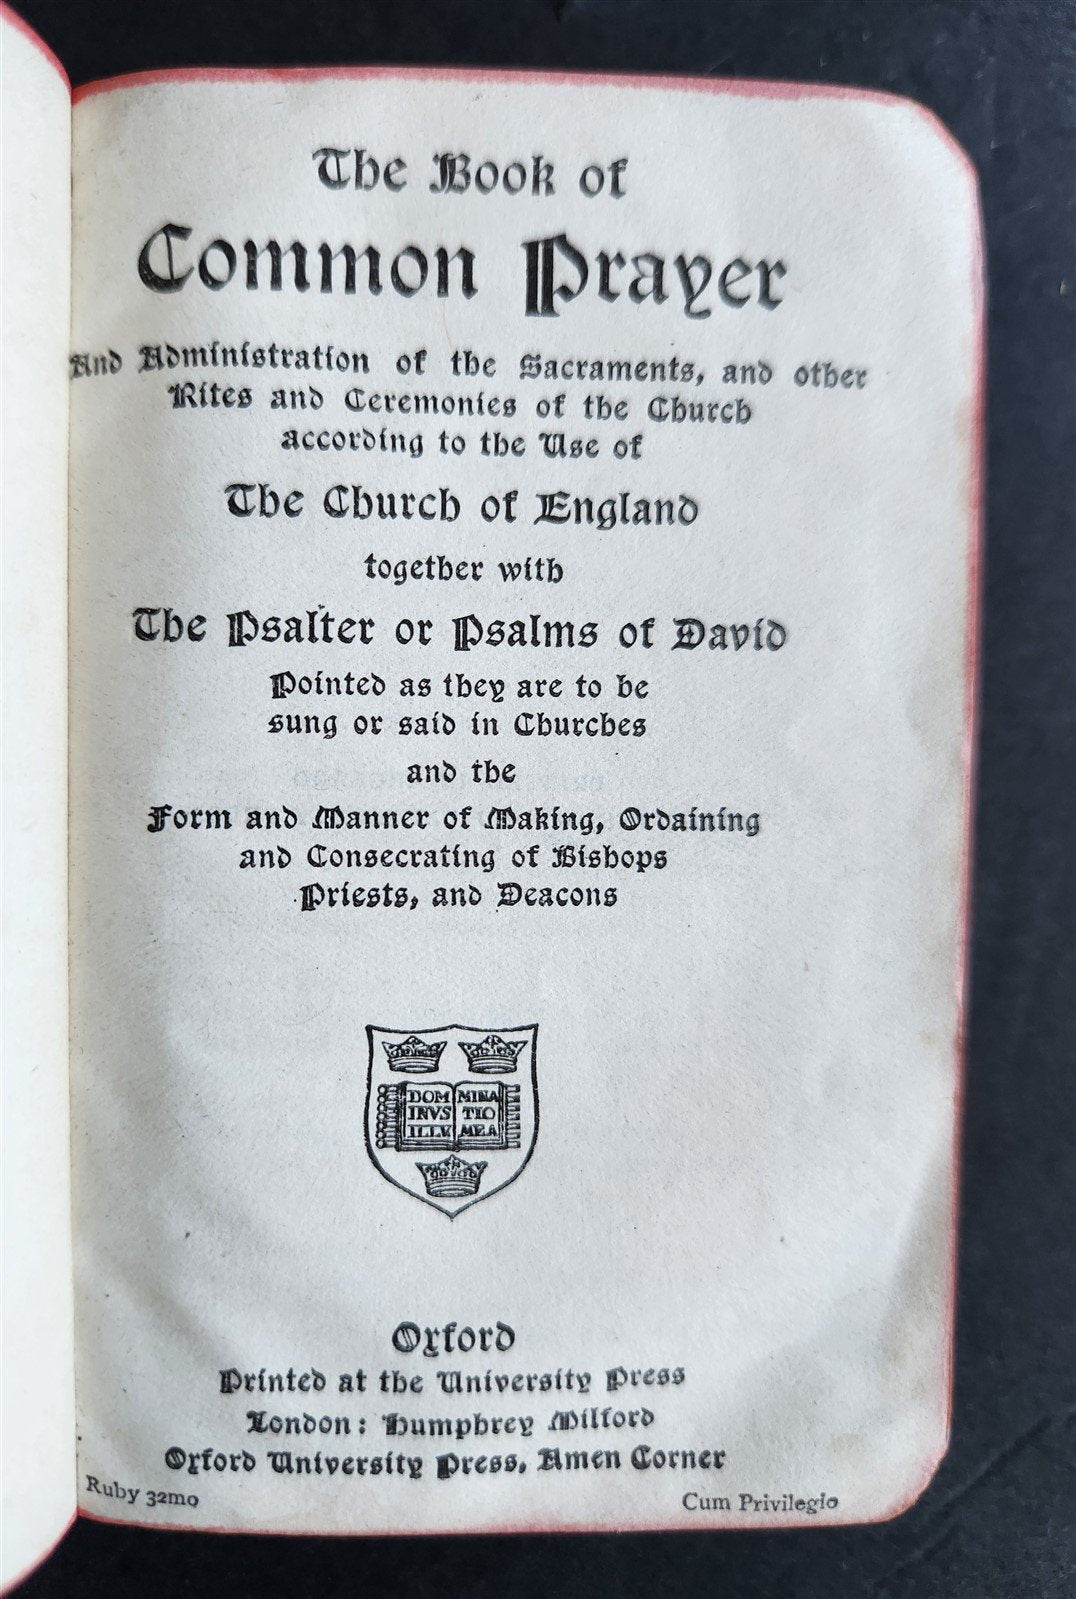 The Book of
Common Prayer
And Administration of the Sacraments, and other
Rites and Ceremonies of the Church
according to the Use of
The Church of England
together with
The Psalter or Psalms of David
Pointed as they are to be
sung or said in Churches
and the
Form and Manner of Making, Ordaining
and Consecrating of Bishops
Priests, and Deacons
DOM MINA
INVS TIO
ILLV MEA
Oxford
Printed at the University Press
London: Humphrey Milford
Oxford University Press, Amen Corner
Ruby 32mo
Cum Privilegio